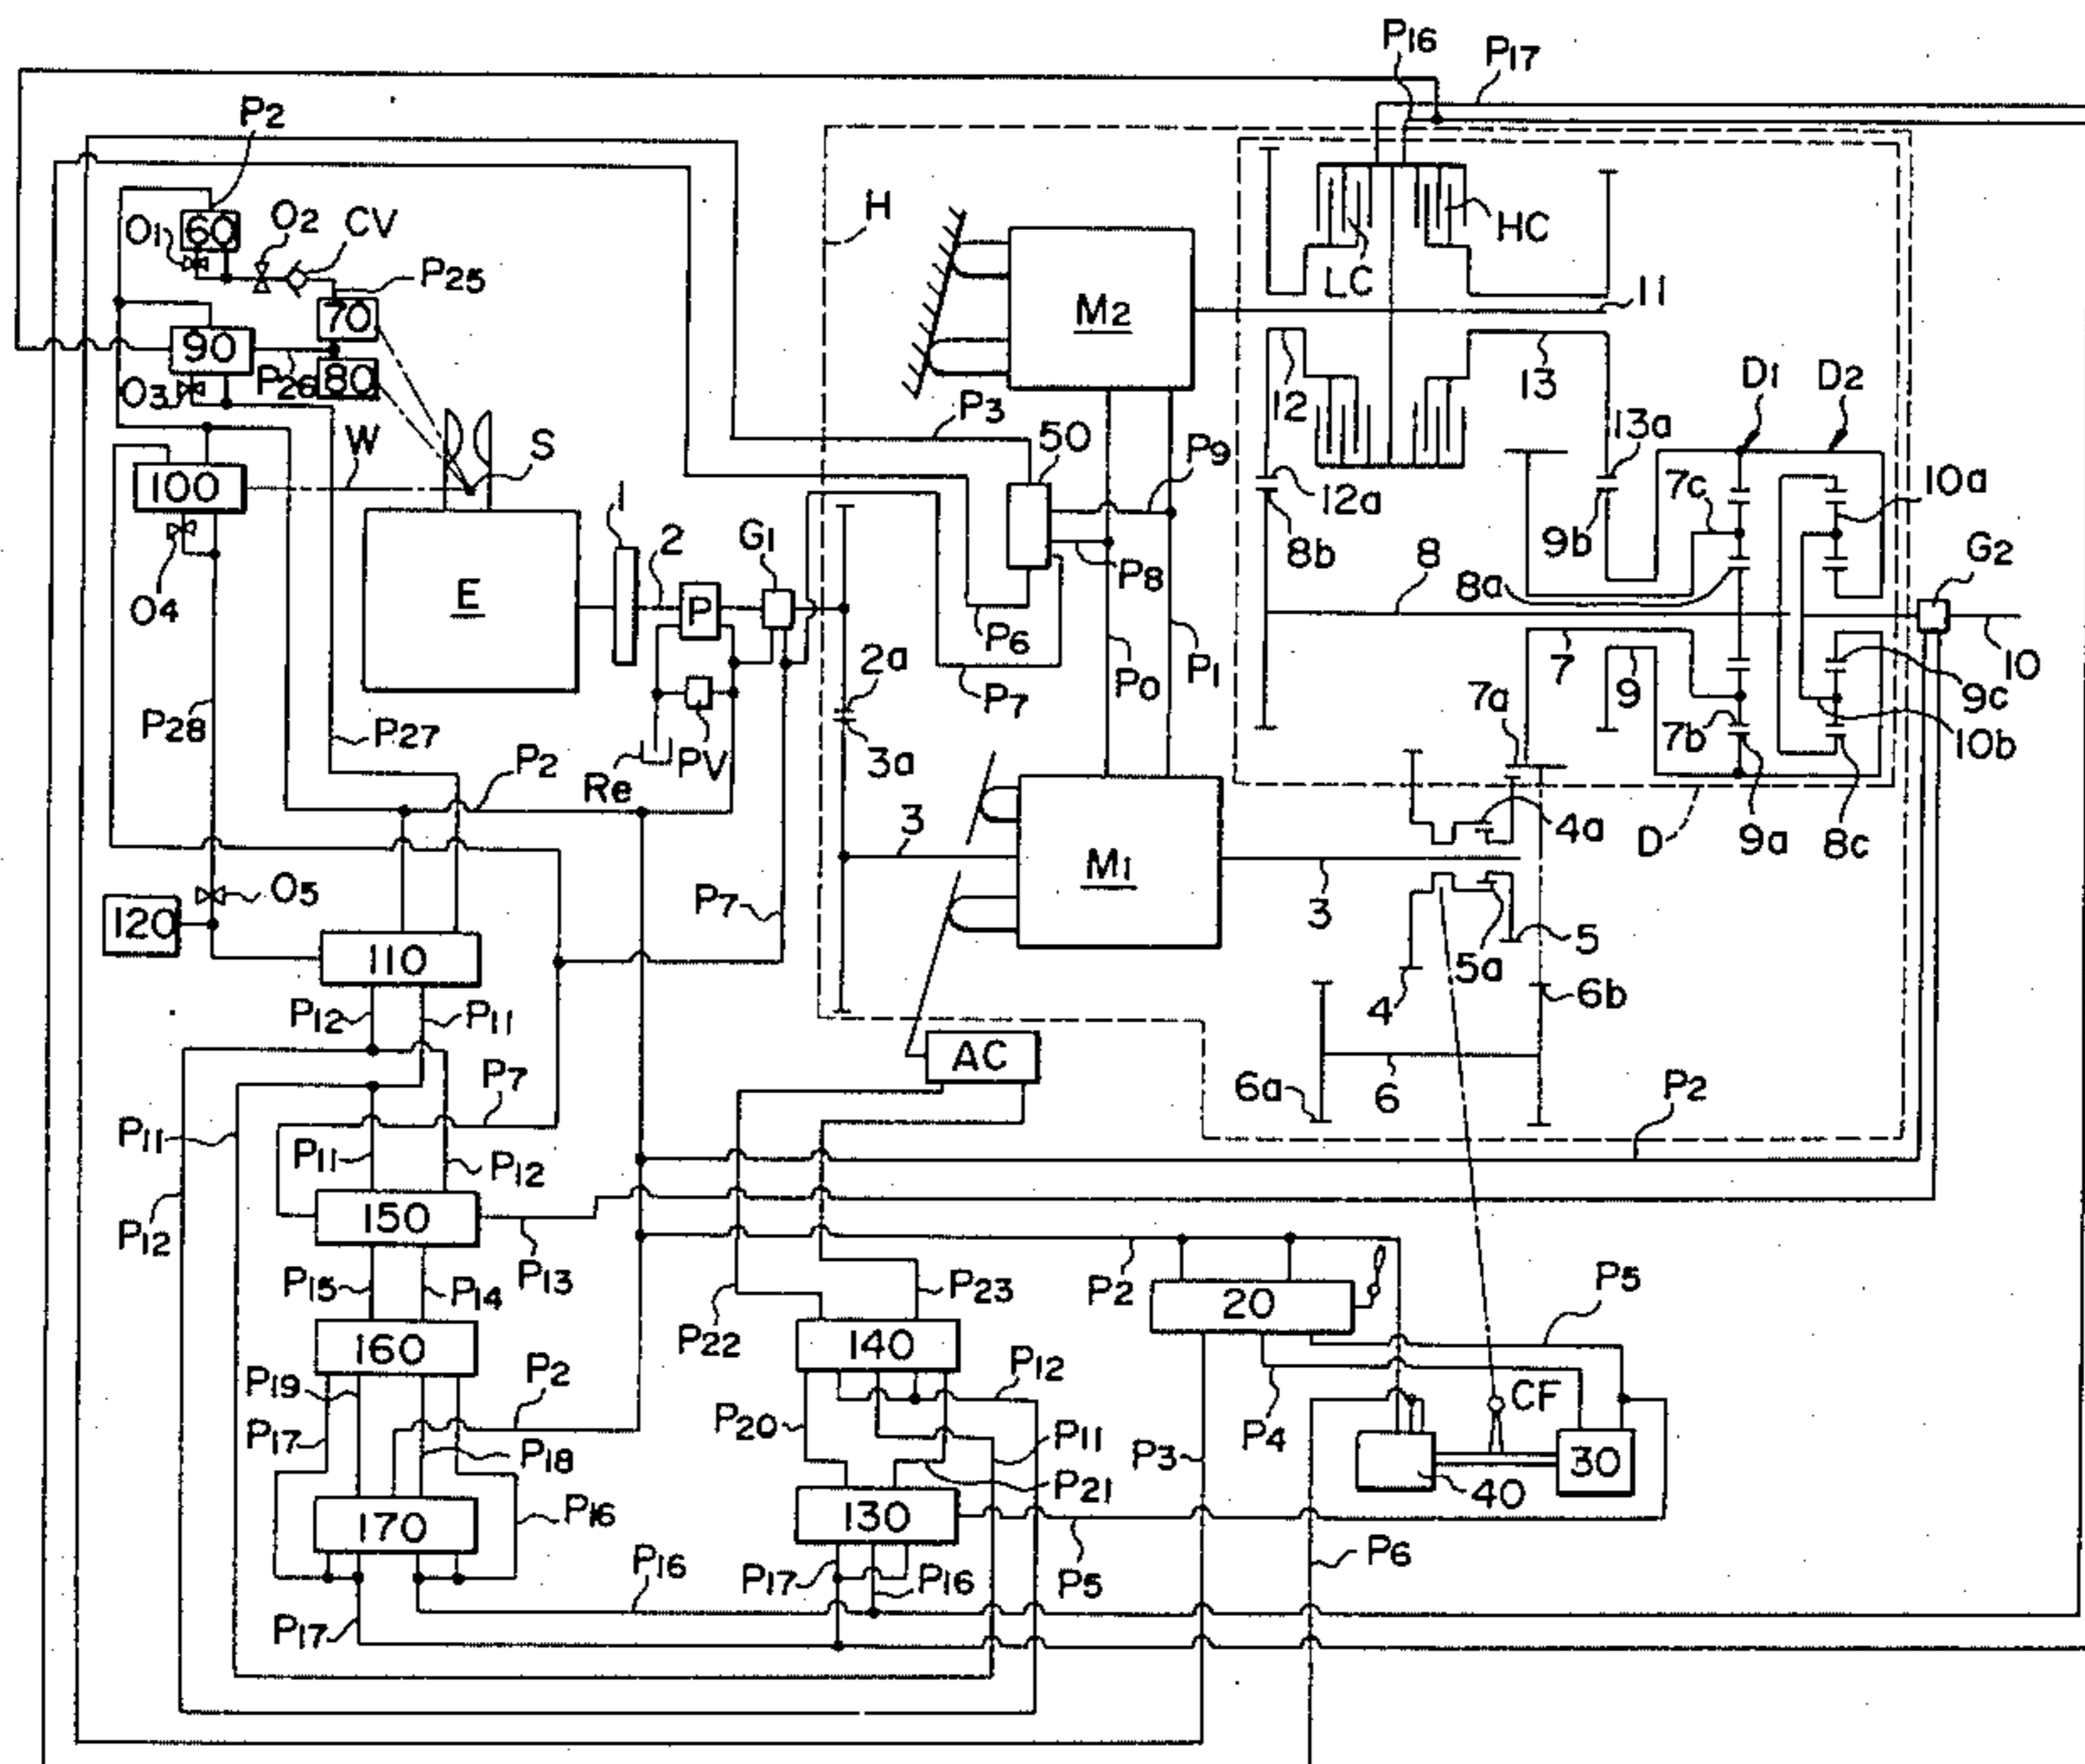 P16
P17
P2
H
60
O2
CV
O1
HC
P25
LC
11
70
M2
90
P26
80
12
13
D1
D2
O3
P3
W
S
50
P9
13a
100
1
12a
7c
10a
2
G1
8b
9b
G2
O4
E
P
P8
8
8a
P6
2a
P0
P1
7
9
10
P7
7a
9c
P28
P27
PV
3a
7b
10b
P2
Re
3
4a
D
9a
8c
M1
O5
P7
120
3
5
110
5a
P12
P11
4
6b
AC
P7
6a
6
P2
P11
P11
P12
150
P12
P13
P2
P5
P15
P14
P23
20
P22
160
140
P12
P19
P2
CF
P20
P17
P11
P3
P4
P18
30
P21
40
170
P16
130
P6
P16
P17
P16
P5
P17